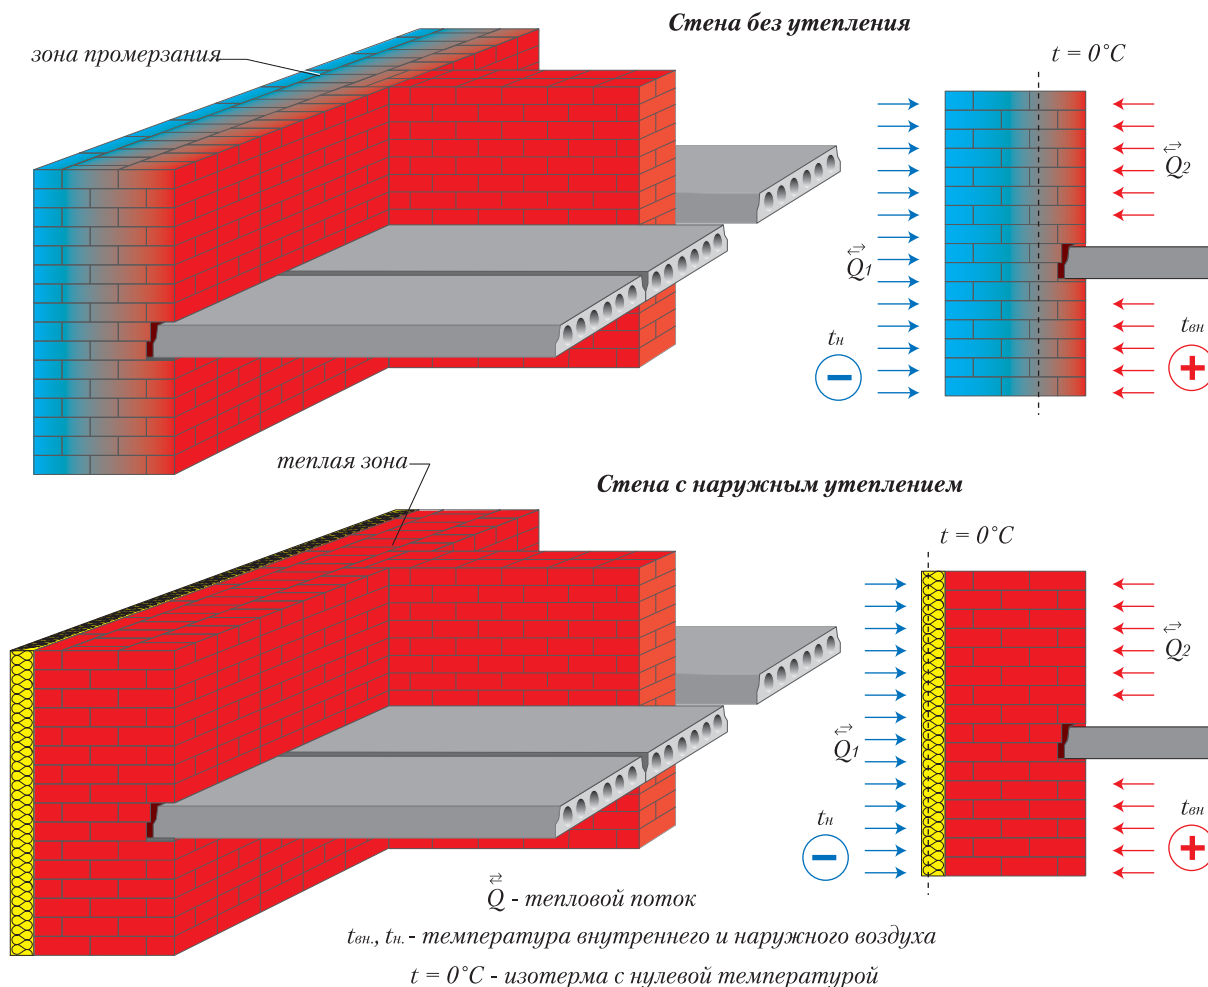 Стена без утепления
зона промерзания
t = 0°C
Q2
Q1
tн
−
tвн
+
теплая зона
Стена с наружным утеплением
t = 0°C
Q2
Q1
tн
−
tвн
+
Q - тепловой поток
tвн., tн. - температура внутреннего и наружного воздуха
t = 0°C - изотерма с нулевой температурой